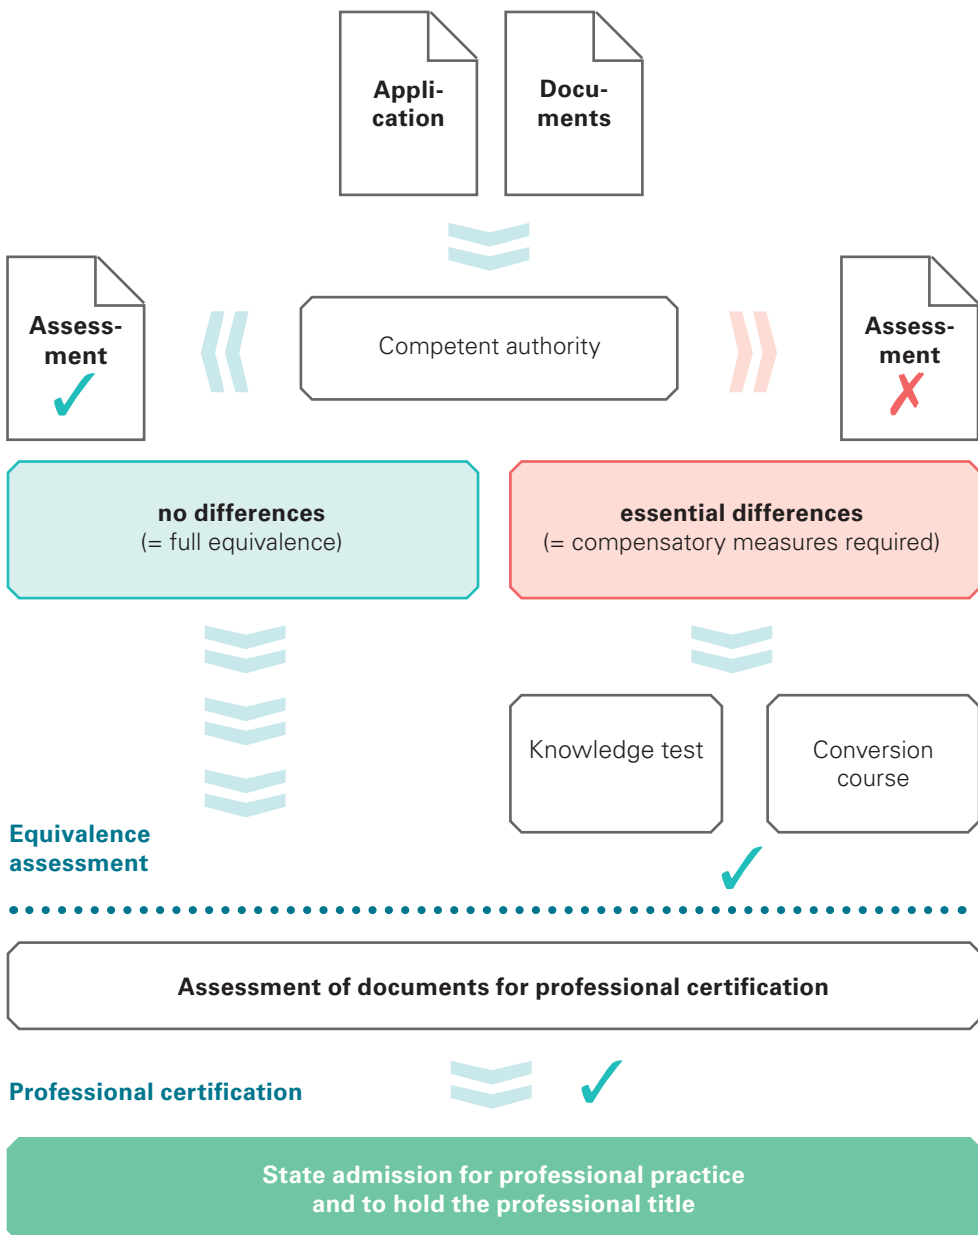 Appli-
cation
Docu-
ments
Assess-
ment
Competent authority
Assess-
ment
no differences
(= full equivalence)
essential differences
(= compensatory measures required)
Knowledge test
Conversion
course
Equivalence
assessment
Assessment of documents for professional certification
Professional certification
State admission for professional practice
and to hold the professional title